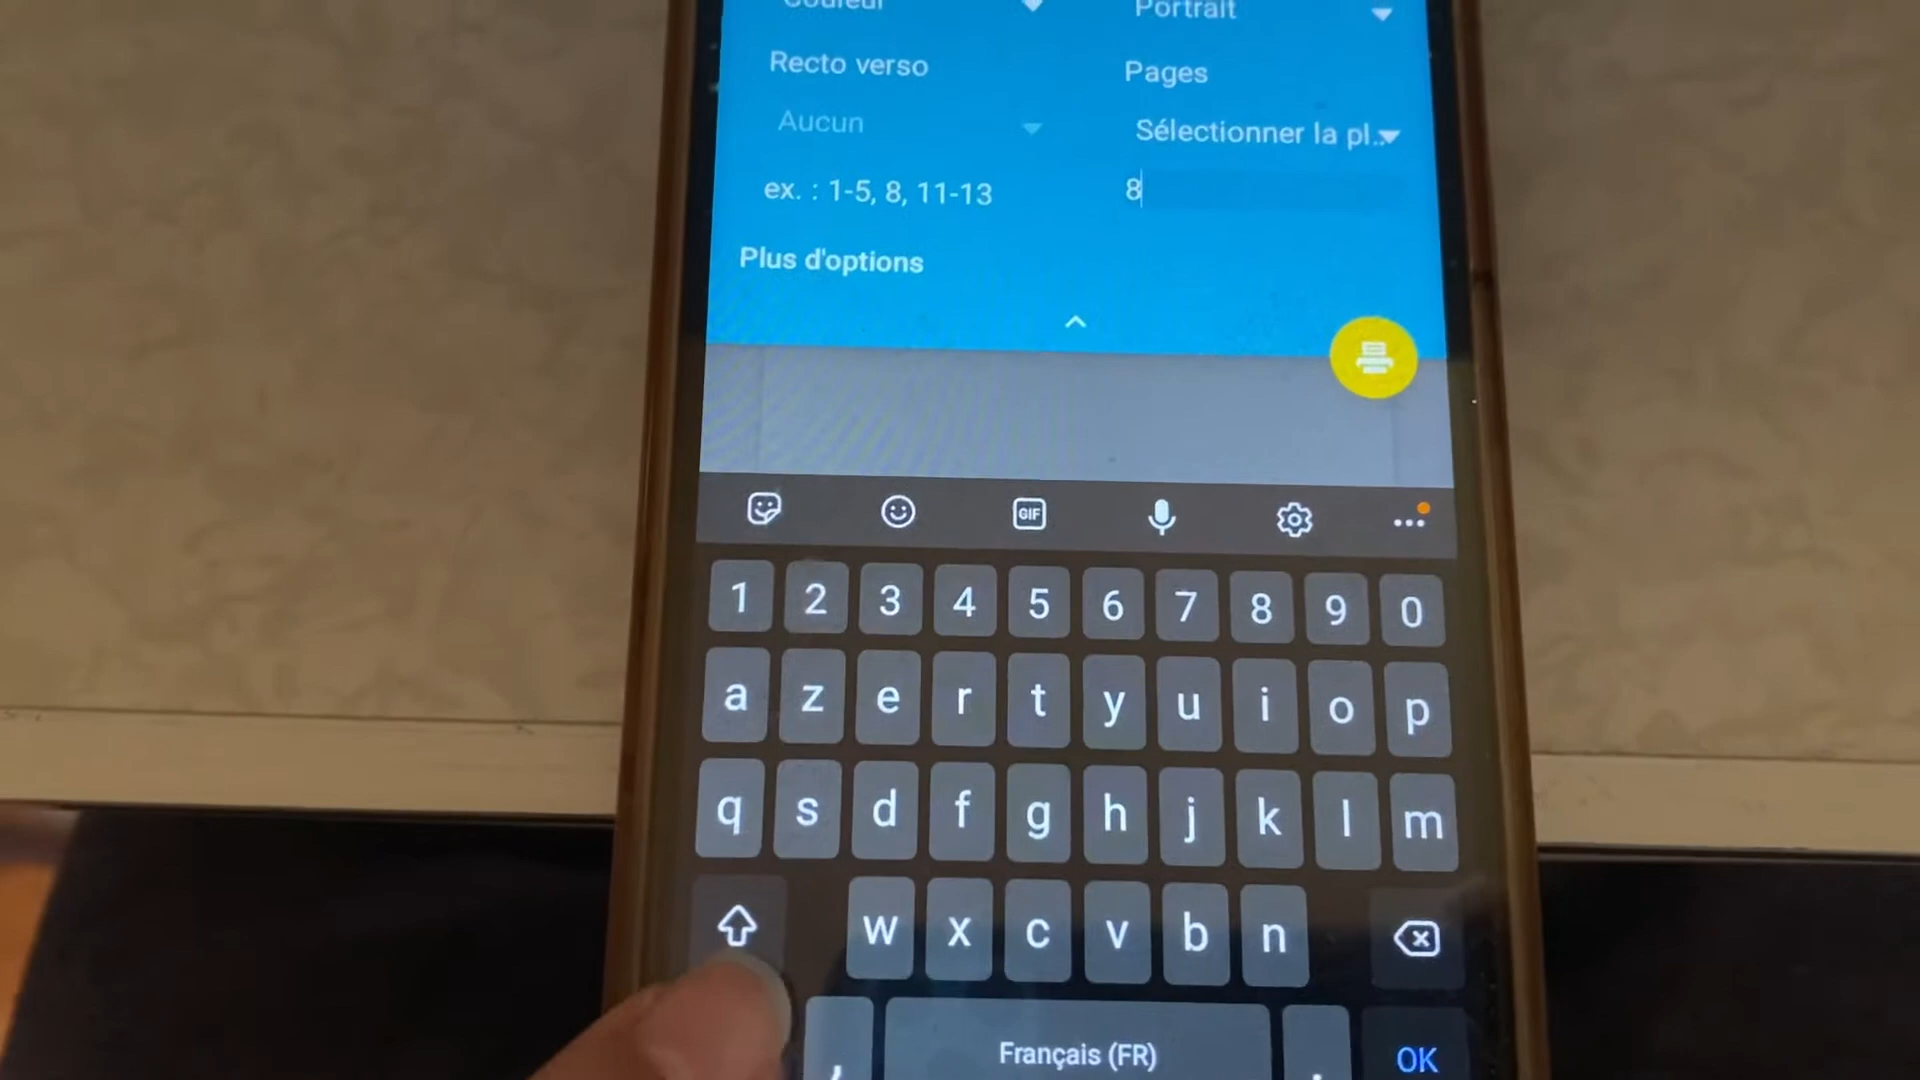 Couleur Portrait
Recto verso Pages
Aucun Sélectionner la pl...
ex. : 1-5, 8, 11-13 8
Plus d'options
GIF
1 2 3 4 5 6 7 8 9 0
a z e r t y u i o p
q s d f g h j k l m
w x c v b n
, Français (FR) . OK